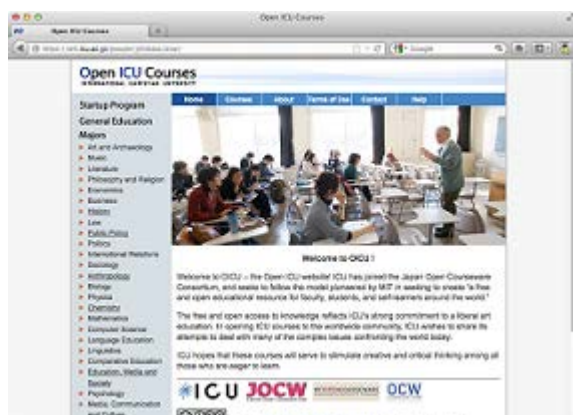 Open ICU Courses
Open ICU Courses
Google
Open ICU Courses
INTERNATIONAL CHRISTIAN UNIVERSITY
Home Courses About Terms of Use Contact Help
Startup Program
General Education
Majors
Art and Archaeology
Music
Literature
Philosophy and Religion
Economics
Business
History
Law
Public Policy
Politics
International Relations
Sociology
Anthropology
Biology
Physics
Chemistry
Mathematics
Computer Science
Language Education
Linguistics
Comparative Education
Education, Media and
Society
Psychology
Media, Communication
and Culture
Welcome to OICU !
Welcome to OICU – the Open ICU website! ICU has joined the Japan Open Courseware
Consortium, and seeks to follow the model pioneered by MIT in seeking to create "a free
and open educational resource for faculty, students, and self-learners around the world."
The free and open access to knowledge reflects ICU's strong commitment to a liberal art
education. In opening ICU courses to the worldwide community, ICU wishes to share its
attempts to deal with many of the complex issues confronting the world today.
ICU hopes that these courses will serve to stimulate creative and critical thinking among all
those who are eager to learn.
ICU JOCW OCW